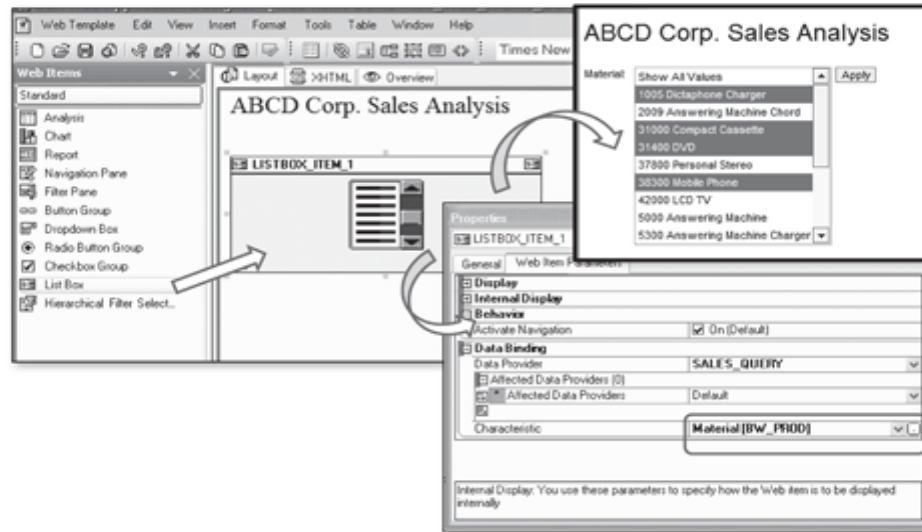 Web Template Edit View Insert Format Tools Table Window Help
Times New
Web Items
Standard
Analysis
Chart
Report
Navigation Pane
Filter Pane
Button Group
Dropdown Box
Radio Button Group
Checkbox Group
List Box
Hierarchical Filter Select..
Layout XHTML Overview
ABCD Corp. Sales Analysis
LISTBOX_ITEM_1
ABCD Corp. Sales Analysis
Material: Show All Values Apply
1005 Dictaphone Charger
2009 Answering Machine Chord
31000 Compact Cassette
31400 DVD
37800 Personal Stereo
38300 Mobile Phone
42000 LCD TV
5000 Answering Machine
5300 Answering Machine Charger
Properties
LISTBOX_ITEM_1
General Web Item Parameters
Display
Internal Display
Behavior
Activate Navigation On (Default)
Data Binding
Data Provider SALES_QUERY
Affected Data Providers (0)
* Affected Data Providers Default
Characteristic Material [BW_PROD]
Internal Display: You use these parameters to specify how the Web item is to be displayed
internally